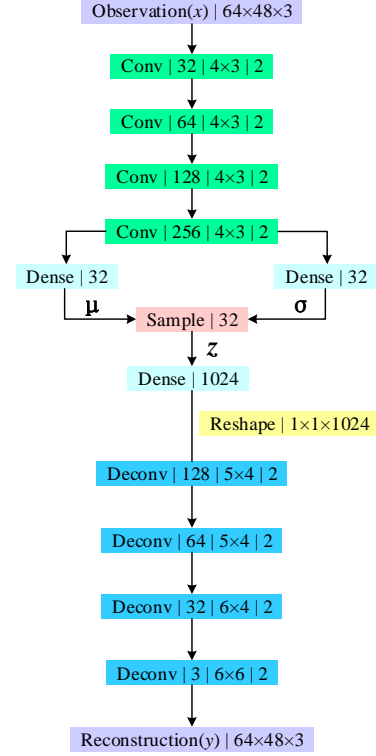 Observation(x) | 64×48×3
Conv | 32 | 4×3 | 2
Conv | 64 | 4×3 | 2
Conv | 128 | 4×3 | 2
Conv | 256 | 4×3 | 2
Dense | 32
Dense | 32
μ
σ
Sample | 32
z
Dense | 1024
Reshape | 1×1×1024
Deconv | 128 | 5×4 | 2
Deconv | 64 | 5×4 | 2
Deconv | 32 | 6×4 | 2
Deconv | 3 | 6×6 | 2
Reconstruction(y) | 64×48×3